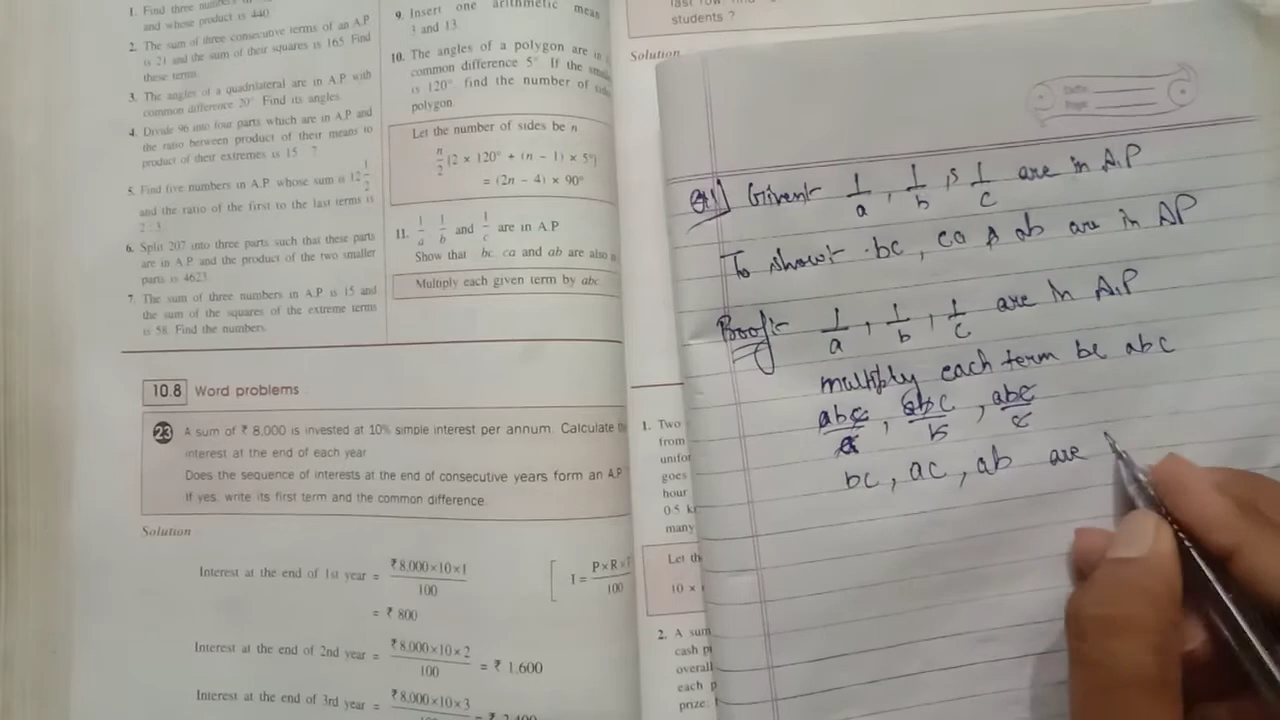 1. Find three numbers in
and whose product is 440
2. The sum of three consecutive terms of an A.P
is 21 and the sum of their squares is 165. Find
these terms.
3. The angles of a quadrilateral are in A.P with
common difference 20° Find its angles.
4. Divide 96 into four parts which are in A.P and
the ratio between product of their means to
product of their extremes is 15 7
5. Find five numbers in A.P. whose sum is 12 1/2
and the ratio of the first to the last terms is
2 : 3.
6. Split 207 into three parts such that these parts
are in A.P and the product of the two smaller
parts is 4623.
7. The sum of three numbers in A.P is 15 and
the sum of the squares of the extreme terms
is 58. Find the numbers.
9. Insert one arithmetic mean
3 and 13.
10. The angles of a polygon are in
common difference 5° If the
is 120° find the number of
polygon
Let the number of sides be n
n/2 [2 × 120° + (n − 1) × 5°]
= (2n − 4) × 90°
11. 1/a 1/b and 1/c are in A.P
Show that bc ca and ab are also
Multiply each given term by abc
10.8 Word problems
23 A sum of ₹ 8,000 is invested at 10% simple interest per annum. Calculate
interest at the end of each year
Does the sequence of interests at the end of consecutive years form an A.P
If yes, write its first term and the common difference.
Solution
Interest at the end of 1st year = ₹8,000×10×1/100 [ I = P×R×T/100
= ₹ 800
Interest at the end of 2nd year = ₹8,000×10×2/100 = ₹ 1,600
Interest at the end of 3rd year = ₹8,000×10×3
students ?
Solution
1. Two
from
goes
hour
0.5
many
Let
10 ×
2. A sum
cash
overall
each
prize.
Date
Page
Q11) Given:- 1/a , 1/b , & 1/c are in A.P
To show:- bc, ca & ab are in AP
Proof:- 1/a , 1/b , 1/c are in A.P
multiply each term be abc
abc/a , abc/b , abc/c
bc, ac, ab are